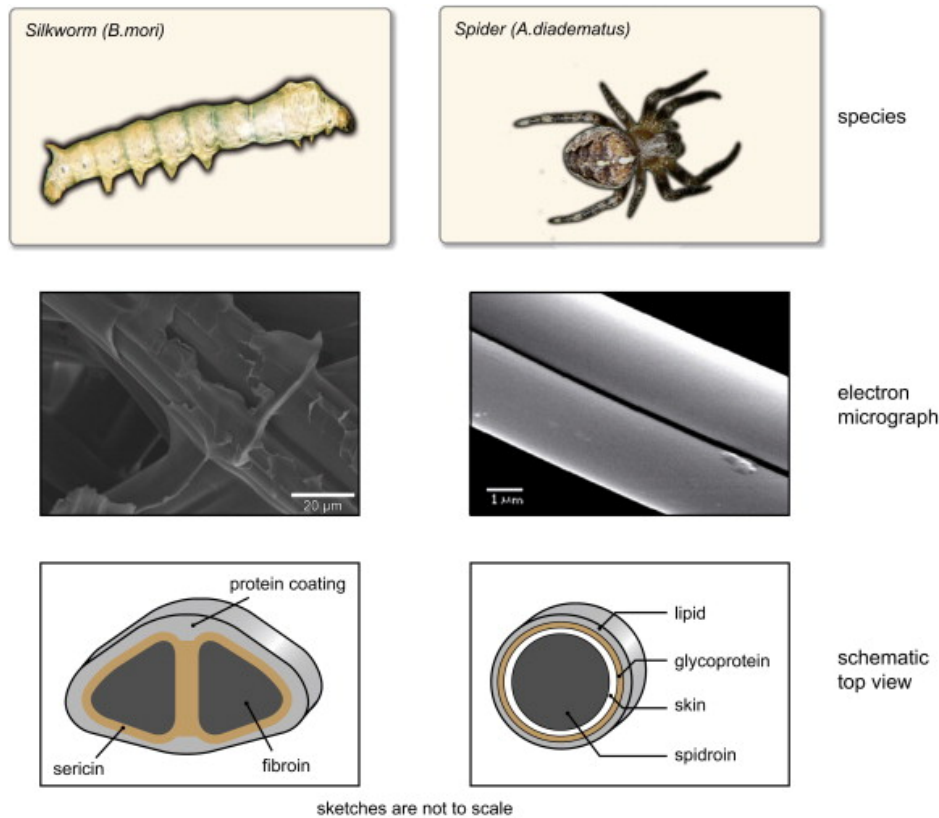 Silkworm (B.mori)
Spider (A.diadematus)
species
20 µm
1 µm
electron
micrograph
protein coating
sericin
fibroin
lipid
glycoprotein
skin
spidroin
schematic
top view
sketches are not to scale